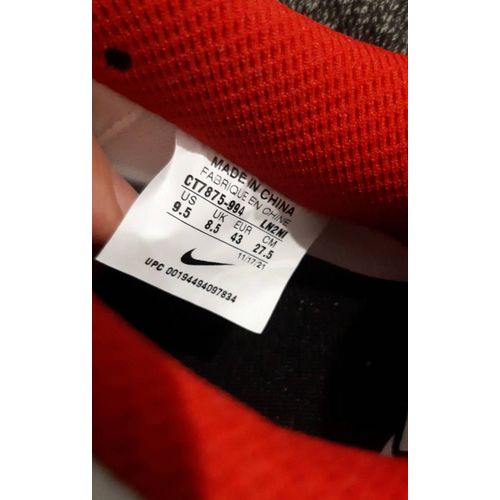 MADE IN CHINA
FABRIQUE EN CHINE
CT7875-994 LN2NI
US UK EUR CM
9.5 8.5 43 27.5
11/17/21
UPC 00194494097834